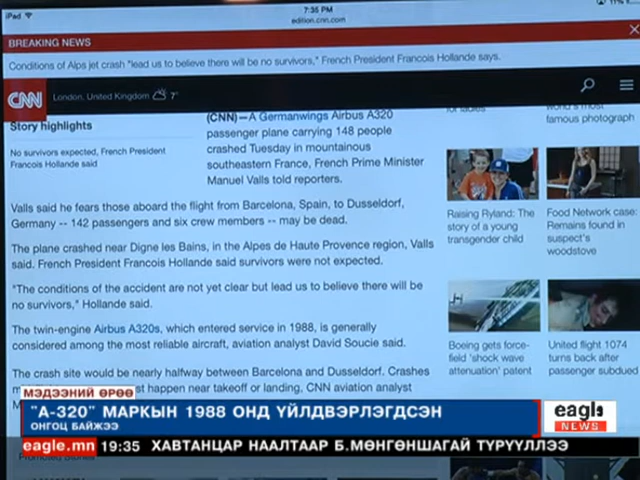 iPad
7:35 PM
11%
edition.cnn.com
BREAKING NEWS
Conditions of Alps jet crash "lead us to believe there will be no survivors," French President Francois Hollande says.
CNN
London, United Kingdom 7°
Story highlights
No survivors expected, French President
Francois Hollande said
(CNN)—A Germanwings Airbus A320
passenger plane carrying 148 people
crashed Tuesday in mountainous
southeastern France, French Prime Minister
Manuel Valls told reporters.
Valls said he fears those aboard the flight from Barcelona, Spain, to Dusseldorf,
Germany -- 142 passengers and six crew members -- may be dead.
The plane crashed near Digne les Bains, in the Alpes de Haute Provence region, Valls
said. French President Francois Hollande said survivors were not expected.
"The conditions of the accident are not yet clear but lead us to believe there will be
no survivors," Hollande said.
The twin-engine Airbus A320s, which entered service in 1988, is generally
considered among the most reliable aircraft, aviation analyst David Soucie said.
The crash site would be nearly halfway between Barcelona and Dusseldorf. Crashes
st happen near takeoff or landing, CNN aviation analyst
for ladies
world's most
famous photograph
Raising Ryland: The
story of a young
transgender child
Food Network case:
Remains found in
suspect's
woodstove
Boeing gets force-
field 'shock wave
attenuation' patent
United flight 1074
turns back after
passenger subdued
МЭДЭЭНИЙ ӨРӨӨ
"А-320" МАРКЫН 1988 ОНД ҮЙЛДВЭРЛЭГДСЭН
ОНГОЦ БАЙЖЭЭ
eagle
NEWS
eagle.mn 19:35 ХАВТАНЦАР НААЛТААР Б.МӨНГӨНШАГАЙ ТҮРҮҮЛЛЭЭ